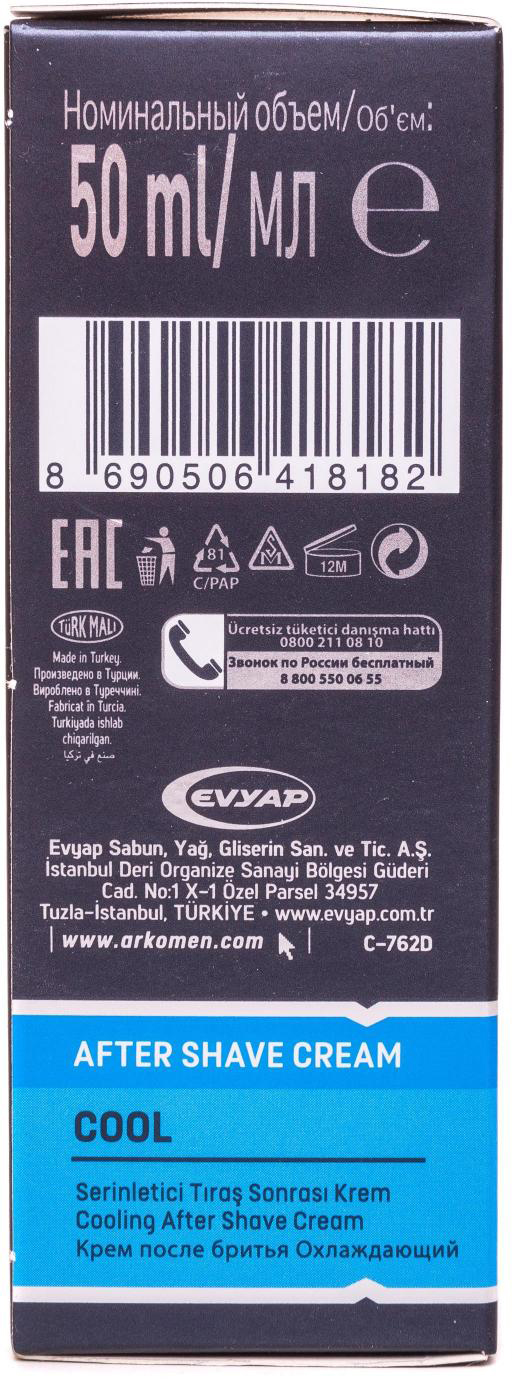 Номинальный объем/Об'єм:
50 ml/мл ℮
8 690506 418182
EAC
81
C/PAP
SM
12M
TÜRK MALI
Made in Turkey.
Произведено в Турции.
Вироблено в Туреччині.
Fabricat în Turcia.
Turkiyada ishlab
chiqarilgan.
صنع في تركيا
Ücretsiz tüketici danışma hattı
0800 211 08 10
Звонок по России бесплатный
8 800 550 06 55
EVYAP
Evyap Sabun, Yağ, Gliserin San. ve Tic. A.Ş.
İstanbul Deri Organize Sanayi Bölgesi Güderi
Cad. No:1 X-1 Özel Parsel 34957
Tuzla-İstanbul, TÜRKİYE • www.evyap.com.tr
www.arkomen.com
C-762D
AFTER SHAVE CREAM
COOL
Serinletici Tıraş Sonrası Krem
Cooling After Shave Cream
Крем после бритья Охлаждающий